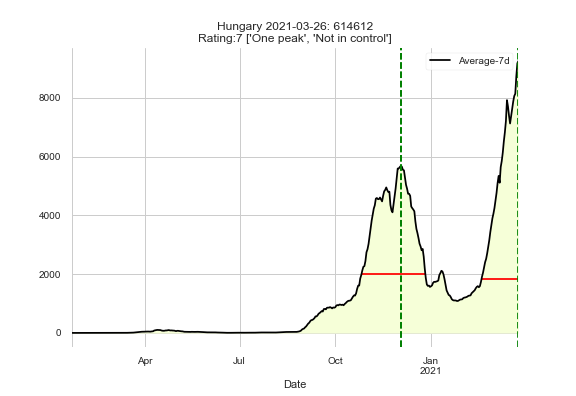 Hungary 2021-03-26: 614612
Rating:7 ['One peak', 'Not in control']
Average-7d
8000
6000
4000
2000
0
Apr
Jul
Oct
Jan
2021
Date